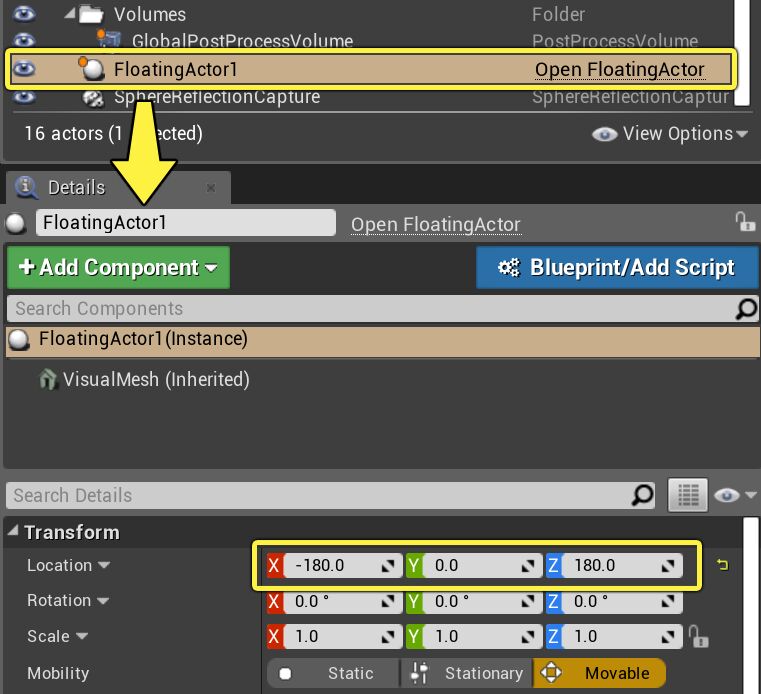 Volumes Folder
GlobalPostProcessVolume PostProcessVolume
FloatingActor1 Open FloatingActor
SphereReflectionCapture SphereReflectionCaptur
16 actors (1 selected) View Options
Details
FloatingActor1 Open FloatingActor
Add Component Blueprint/Add Script
Search Components
FloatingActor1(Instance)
VisualMesh (Inherited)
Search Details
Transform
Location X -180.0 Y 0.0 Z 180.0
Rotation X 0.0 ° Y 0.0 ° Z 0.0 °
Scale X 1.0 Y 1.0 Z 1.0
Mobility Static Stationary Movable